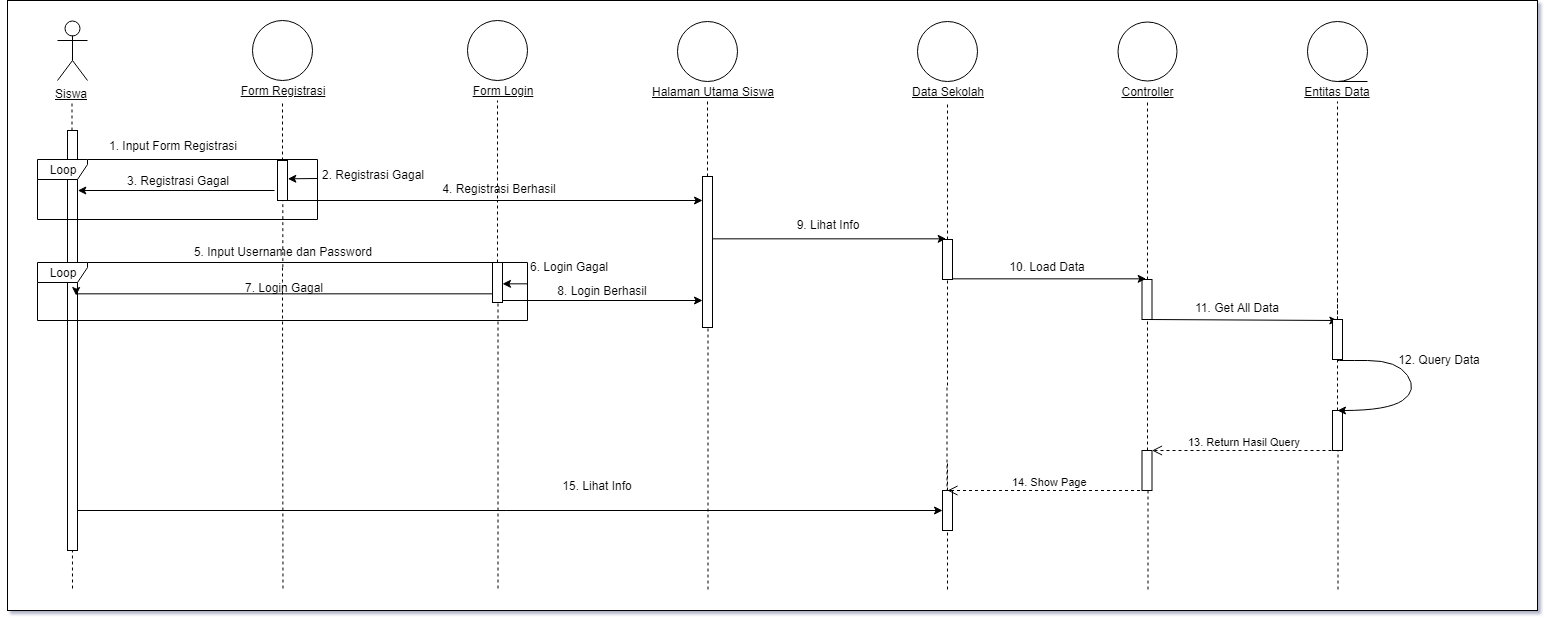 Siswa
Form Registrasi
Form Login
Halaman Utama Siswa
Data Sekolah
Controller
Entitas Data
1. Input Form Registrasi
Loop
2. Registrasi Gagal
3. Registrasi Gagal
4. Registrasi Berhasil
9. Lihat Info
5. Input Username dan Password
Loop
6. Login Gagal
10. Load Data
7. Login Gagal
8. Login Berhasil
11. Get All Data
12. Query Data
13. Return Hasil Query
14. Show Page
15. Lihat Info